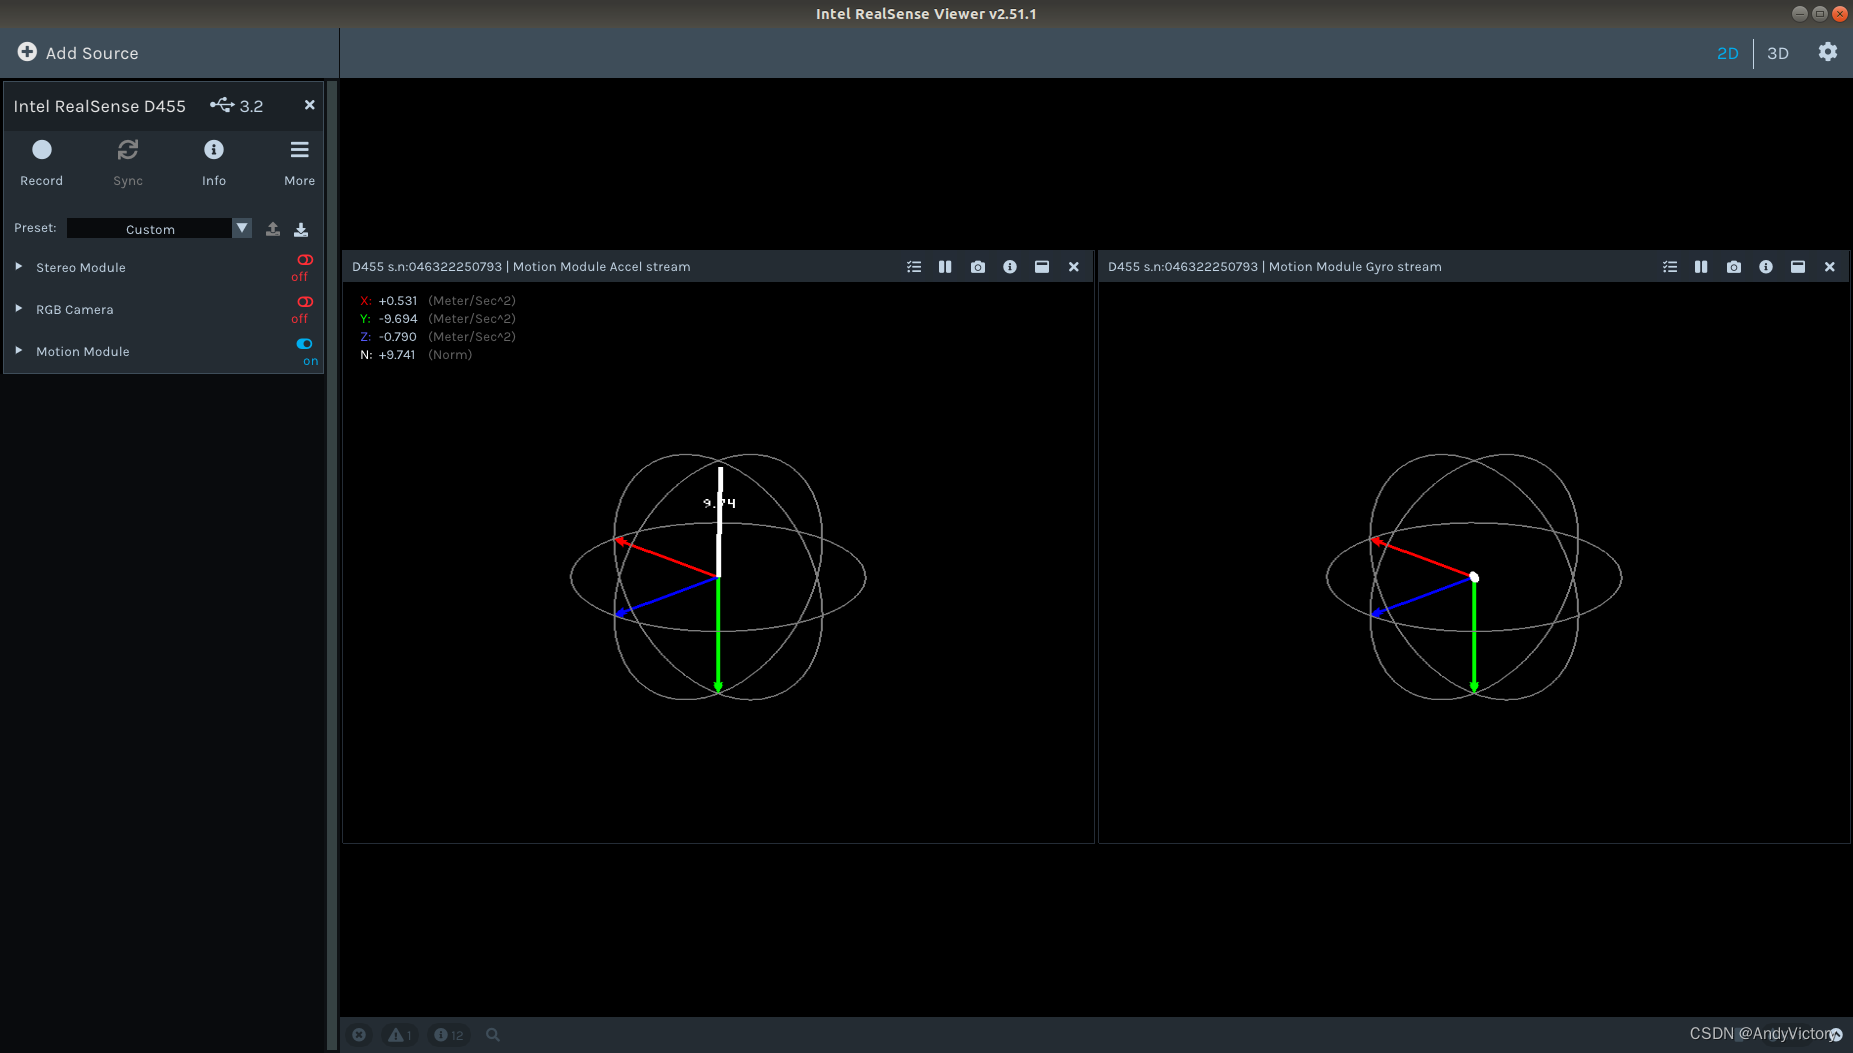 Intel RealSense Viewer v2.51.1
Add Source
2D
3D
Intel RealSense D455
3.2
Record
Sync
Info
More
Preset:
Custom
Stereo Module
off
RGB Camera
off
Motion Module
on
D455 s.n:046322250793 | Motion Module Accel stream
X: +0.531 (Meter/Sec^2)
Y: -9.694 (Meter/Sec^2)
Z: -0.790 (Meter/Sec^2)
N: +9.741 (Norm)
9.74
D455 s.n:046322250793 | Motion Module Gyro stream
1
12
CSDN @AndyVictory